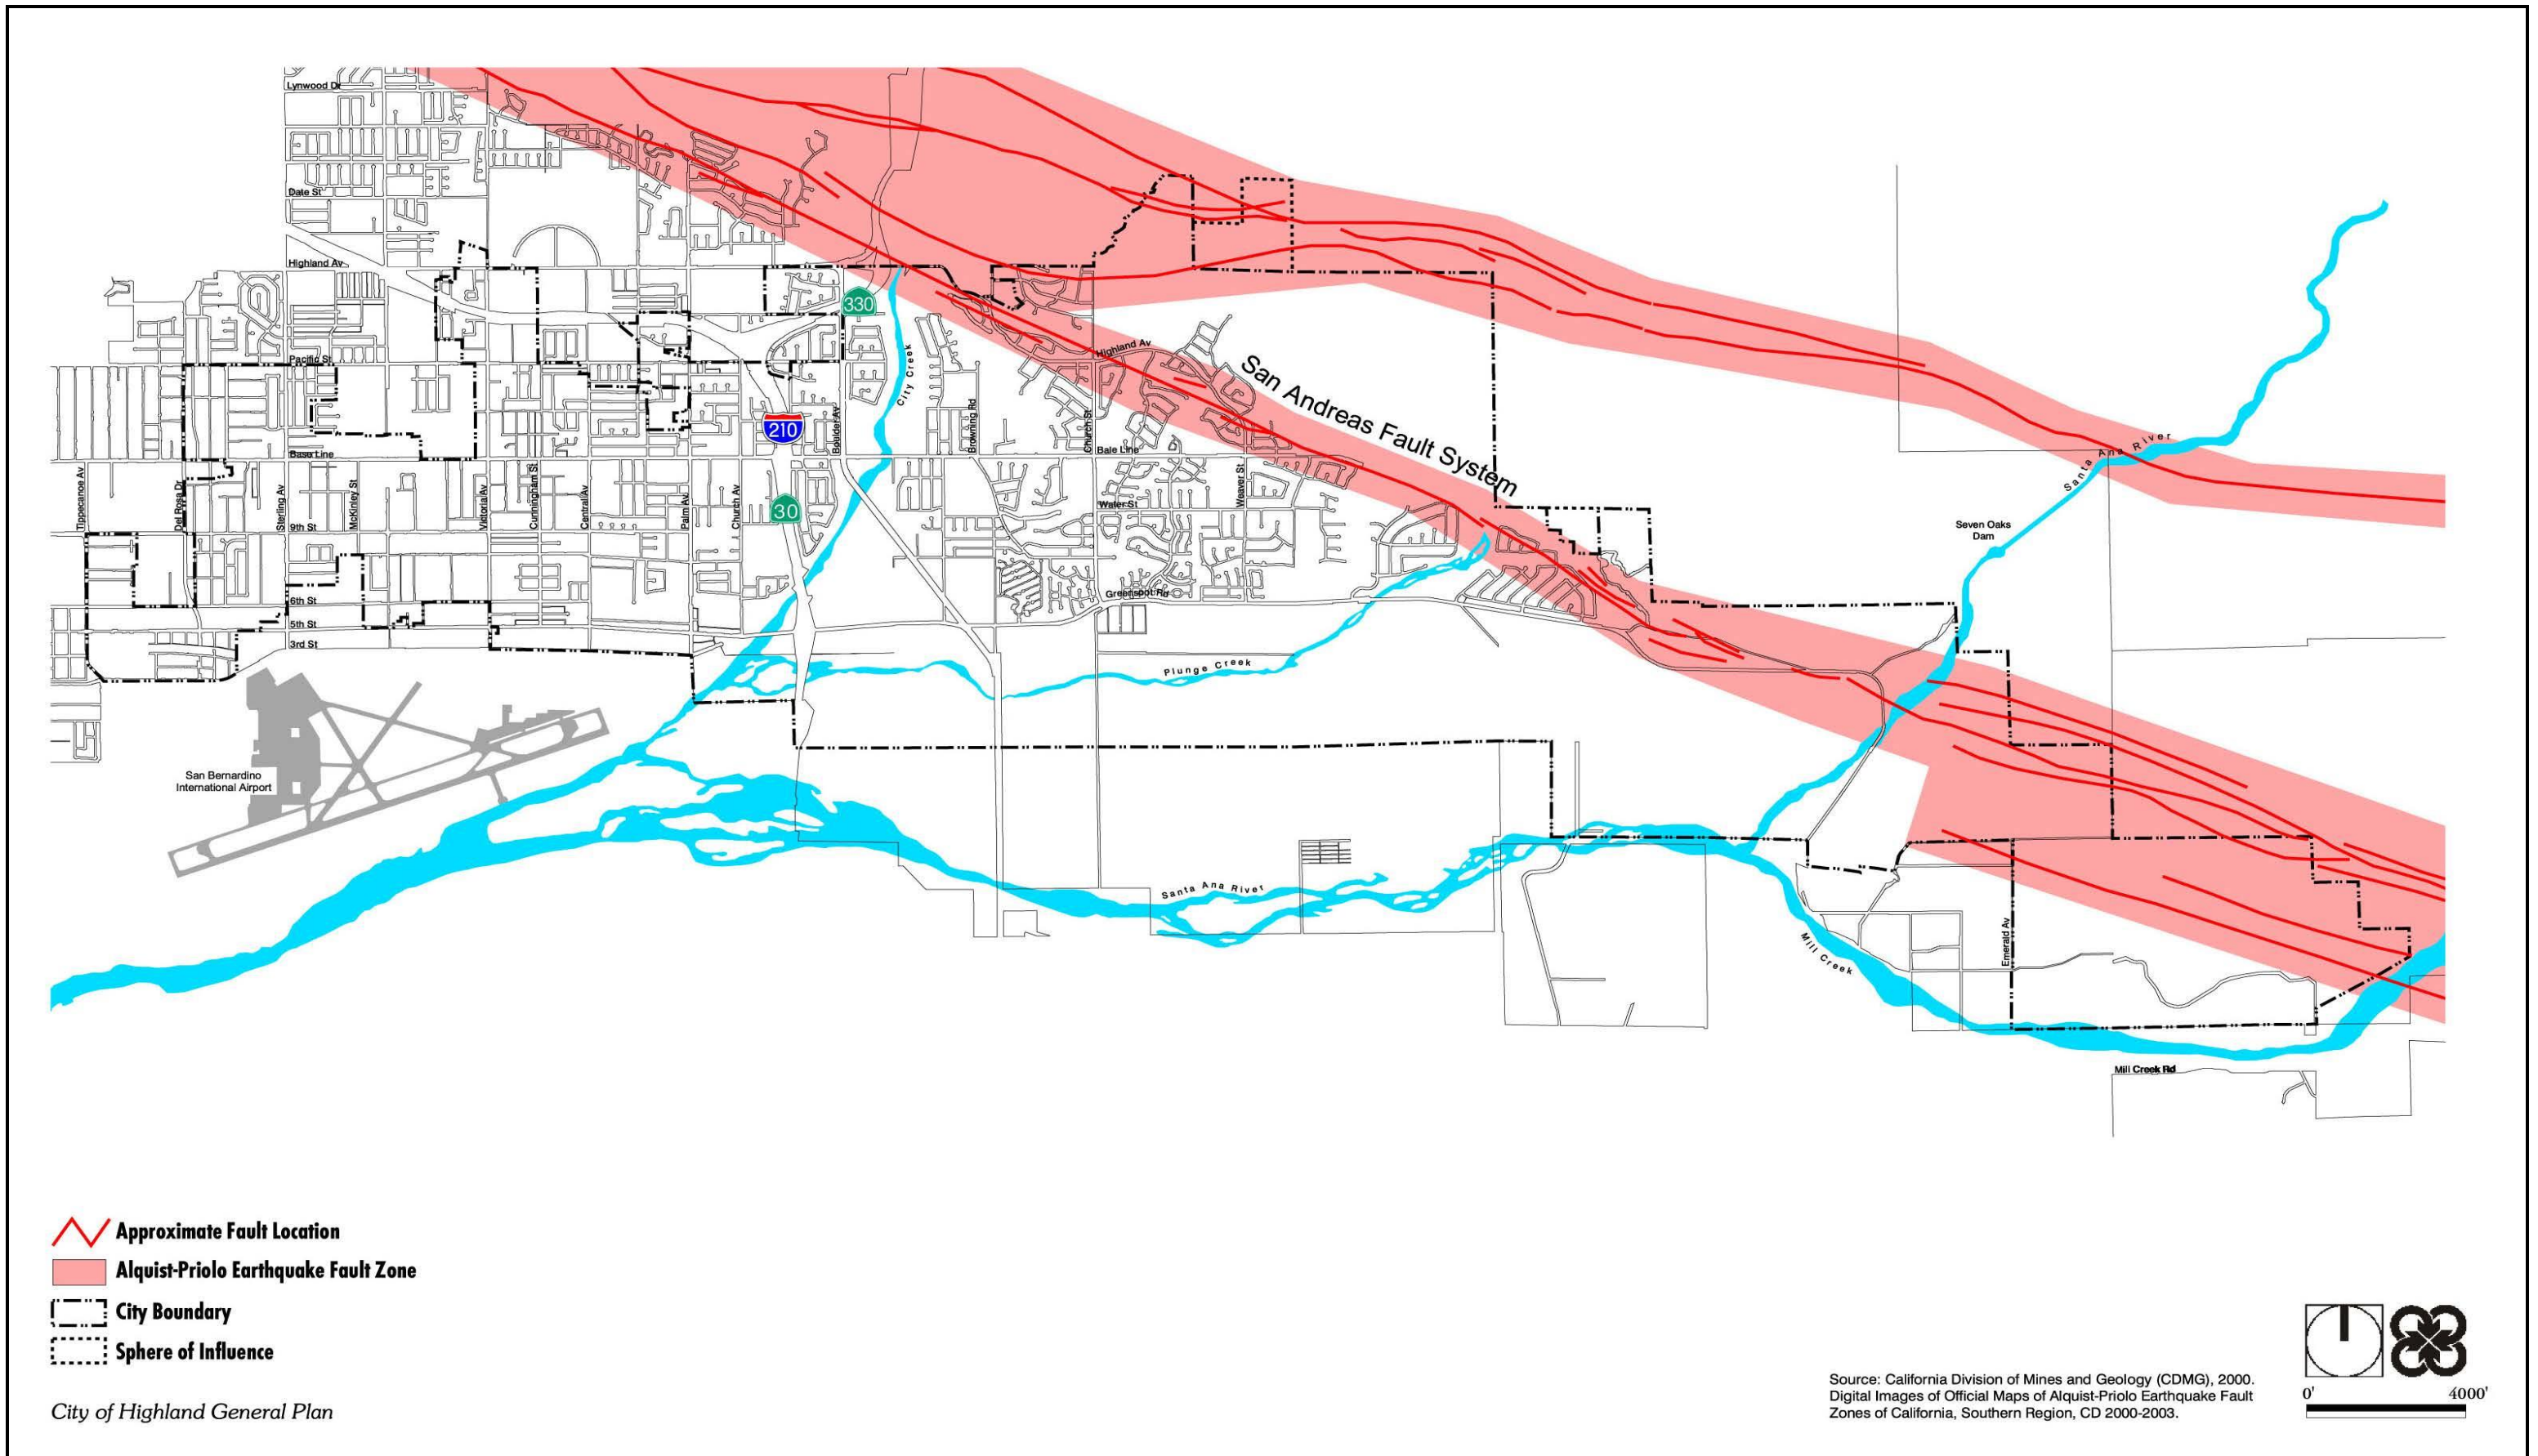 Lynwood Dr
Date St
Highland Av
330
Pacific St
Highland Av
San Andreas Fault System
City Creek
210
Boulder Av
Browning Rd
Church St
Base Line
Bale Line
Santa Ana River
Tippecanoe Av
Del Rosa Dr
Sterling Av
McKinley St
Victoria Av
Cunningham St
Central Av
Palm Av
Church Av
30
Weaver St
Water St
9th St
Seven Oaks
Dam
6th St
Greenspot Rd
5th St
3rd St
Plunge Creek
San Bernardino
International Airport
Santa Ana River
Mill Creek
Emerald Av
Mill Creek Rd
Approximate Fault Location
Alquist-Priolo Earthquake Fault Zone
City Boundary
Sphere of Influence
City of Highland General Plan
Source: California Division of Mines and Geology (CDMG), 2000.
Digital Images of Official Maps of Alquist-Priolo Earthquake Fault
Zones of California, Southern Region, CD 2000-2003.
0' 4000'